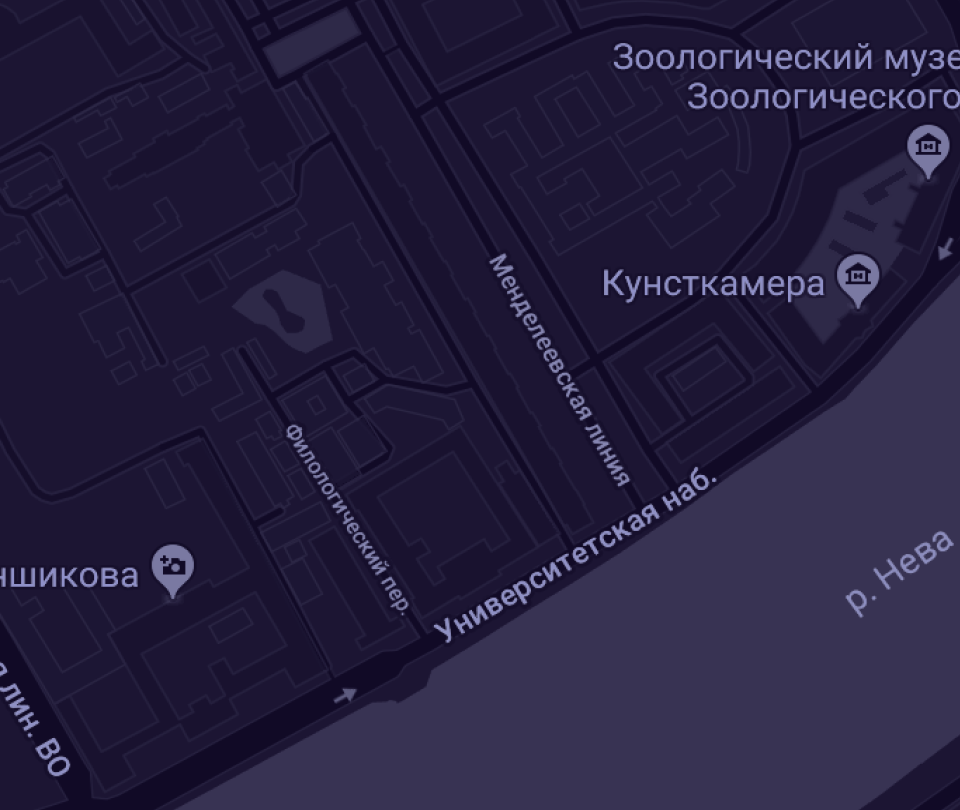 Зоологический музе
Зоологического
Кунсткамера
Менделеевская линия
Филологический пер.
Университетская наб.
р. Нева
ншикова
я лин. ВО